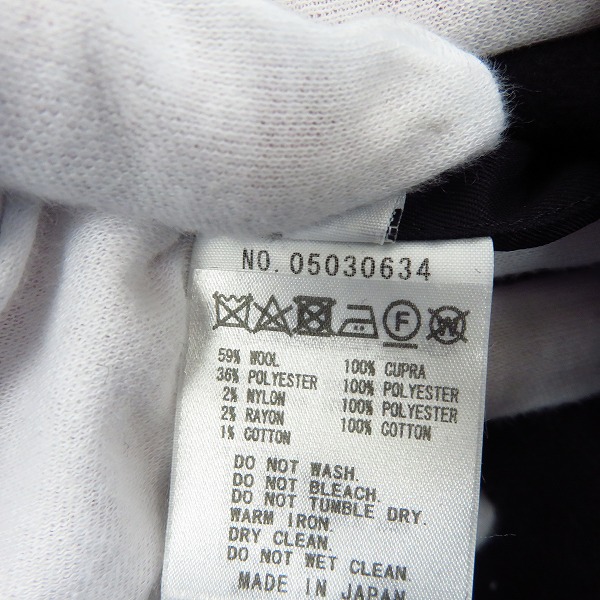 NO. 05030634
F W
59% WOOL 100% CUPRA
36% POLYESTER 100% POLYESTER
2% NYLON 100% POLYESTER
2% RAYON 100% COTTON
1% COTTON
DO NOT WASH.
DO NOT BLEACH.
DO NOT TUMBLE DRY.
WARM IRON.
DRY CLEAN.
DO NOT WET CLEAN.
MADE IN JAPAN